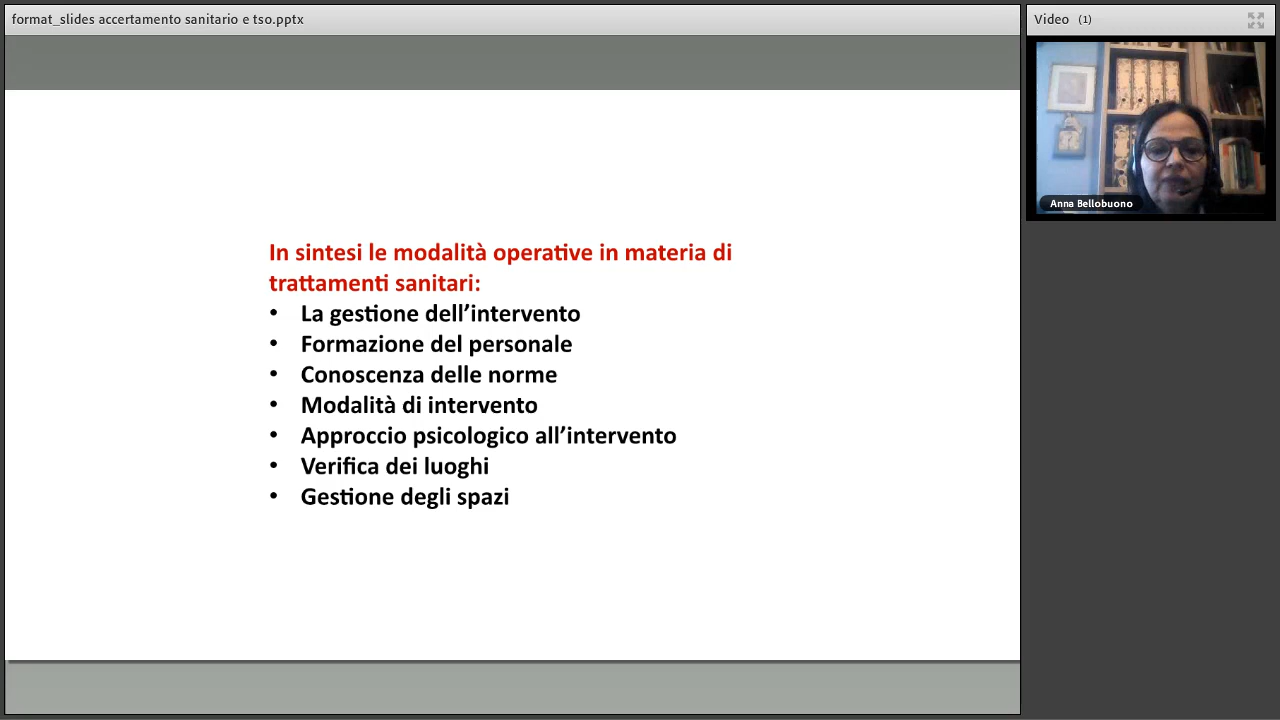 format_slides accertamento sanitario e tso.pptx
Video (1)
Anna Bellobuono
In sintesi le modalità operative in materia di
trattamenti sanitari:
• La gestione dell’intervento
• Formazione del personale
• Conoscenza delle norme
• Modalità di intervento
• Approccio psicologico all’intervento
• Verifica dei luoghi
• Gestione degli spazi